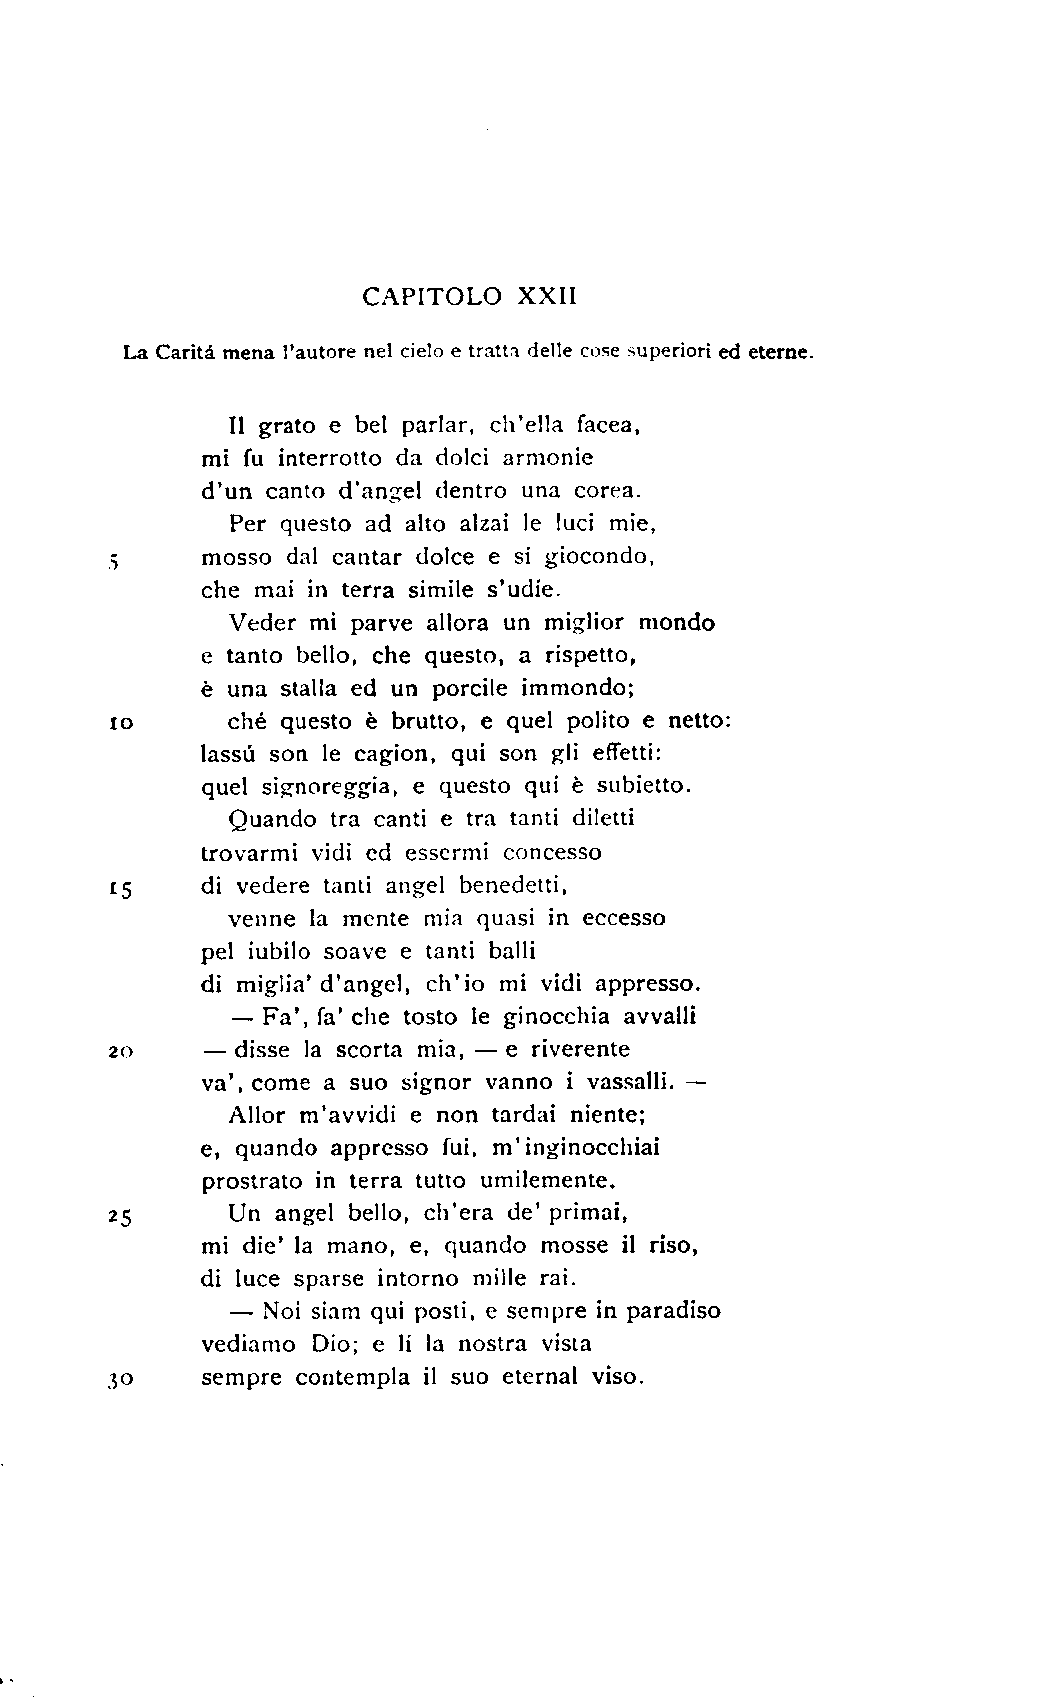 CAPITOLO XXII
La Caritá mena l'autore nel cielo e tratta delle cose superiori ed eterne.
Il grato e bel parlar, ch'ella facea,
mi fu interrotto da dolci armonie
d'un canto d'angel dentro una corea.
Per questo ad alto alzai le luci mie,
5 mosso dal cantar dolce e si giocondo,
che mai in terra simile s'udíe.
Veder mi parve allora un miglior mondo
e tanto bello, che questo, a rispetto,
è una stalla ed un porcile immondo;
10 ché questo è brutto, e quel polito e netto:
lassú son le cagion, qui son gli effetti:
quel signoreggia, e questo qui è subietto.
Quando tra canti e tra tanti diletti
trovarmi vidi ed essermi concesso
15 di vedere tanti angel benedetti,
venne la mente mia quasi in eccesso
pel iubilo soave e tanti balli
di miglia' d'angel, ch'io mi vidi appresso.
— Fa', fa' che tosto le ginocchia avvalli
20 — disse la scorta mia, — e riverente
va', come a suo signor vanno i vassalli. —
Allor m'avvidi e non tardai niente;
e, quando appresso fui, m'inginocchiai
prostrato in terra tutto umilemente.
25 Un angel bello, ch'era de' primai,
mi die' la mano, e, quando mosse il riso,
di luce sparse intorno mille rai.
— Noi siam qui posti, e sempre in paradiso
vediamo Dio; e lí la nostra vista
30 sempre contempla il suo eternal viso.